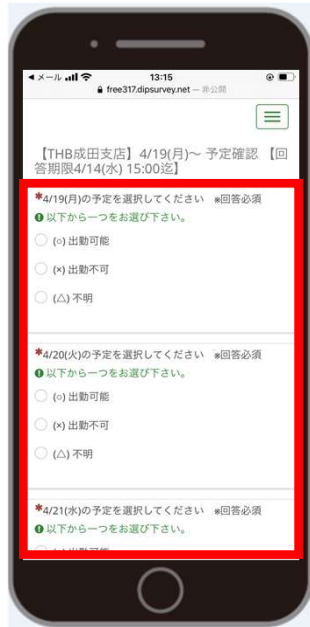 メール 13:15
free317.dipsurvey.net — 非公開
【THB成田支店】4/19(月)～ 予定確認 【回
答期限4/14(水) 15:00迄】
*4/19(月)の予定を選択してください ※回答必須
以下から一つをお選び下さい。
(○) 出勤可能
(×) 出勤不可
(△) 不明
*4/20(火)の予定を選択してください ※回答必須
以下から一つをお選び下さい。
(○) 出勤可能
(×) 出勤不可
(△) 不明
*4/21(水)の予定を選択してください ※回答必須
以下から一つをお選び下さい。